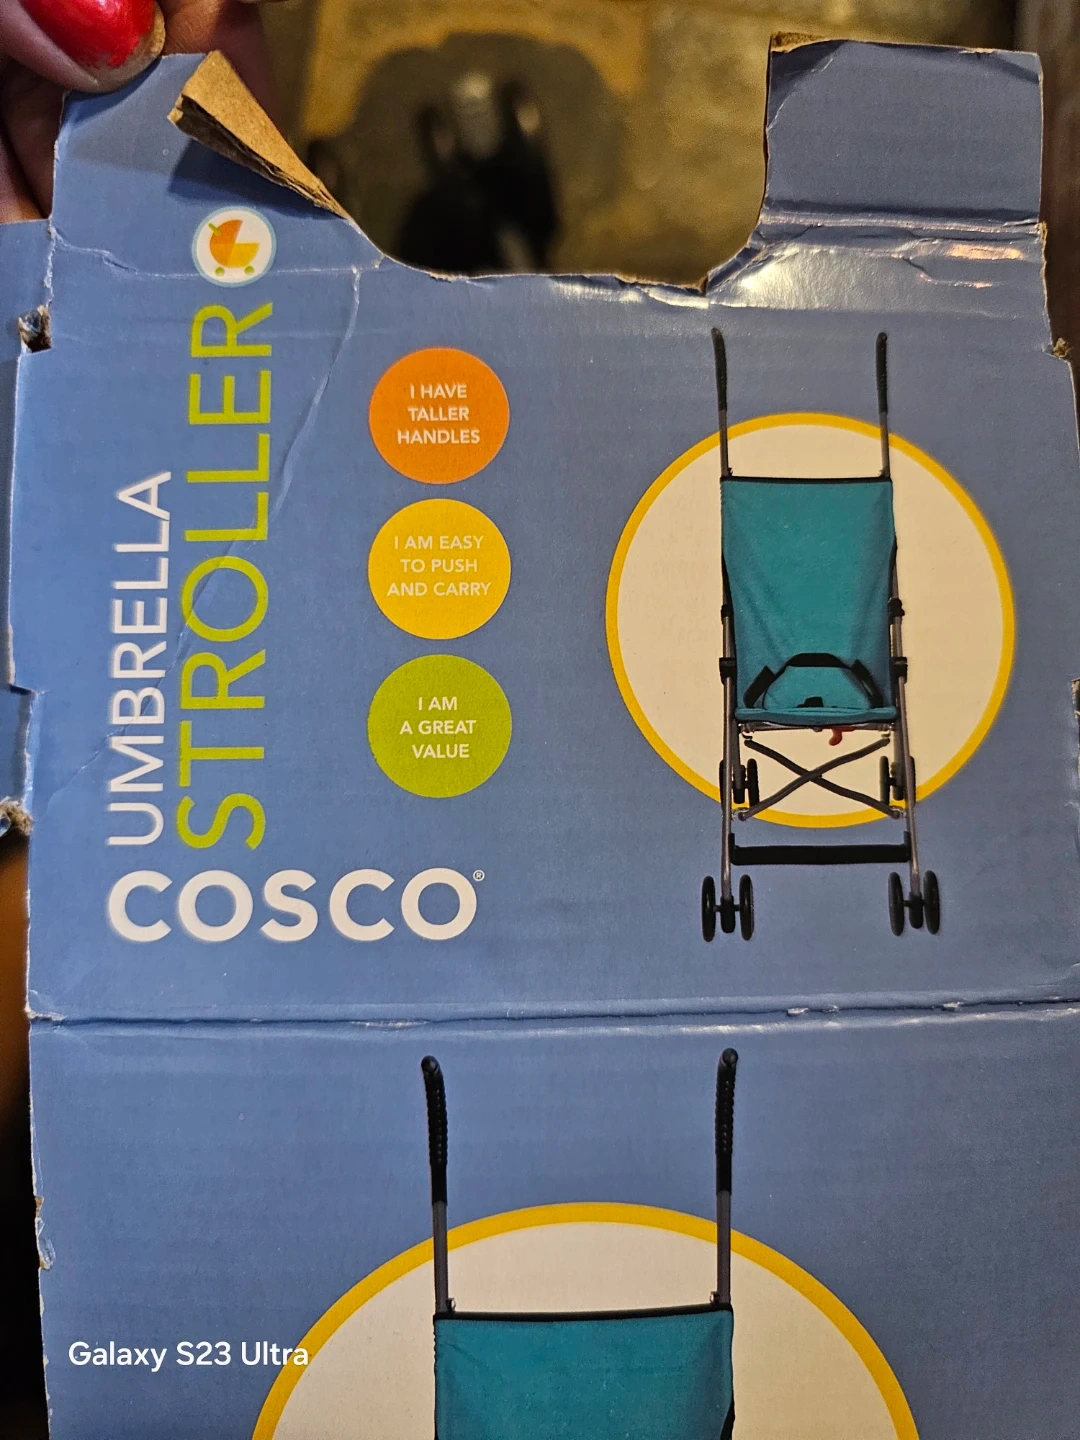 UMBRELLA
STROLLER
COSCO®
I HAVE
TALLER
HANDLES
I AM EASY
TO PUSH
AND CARRY
I AM
A GREAT
VALUE
Galaxy S23 Ultra